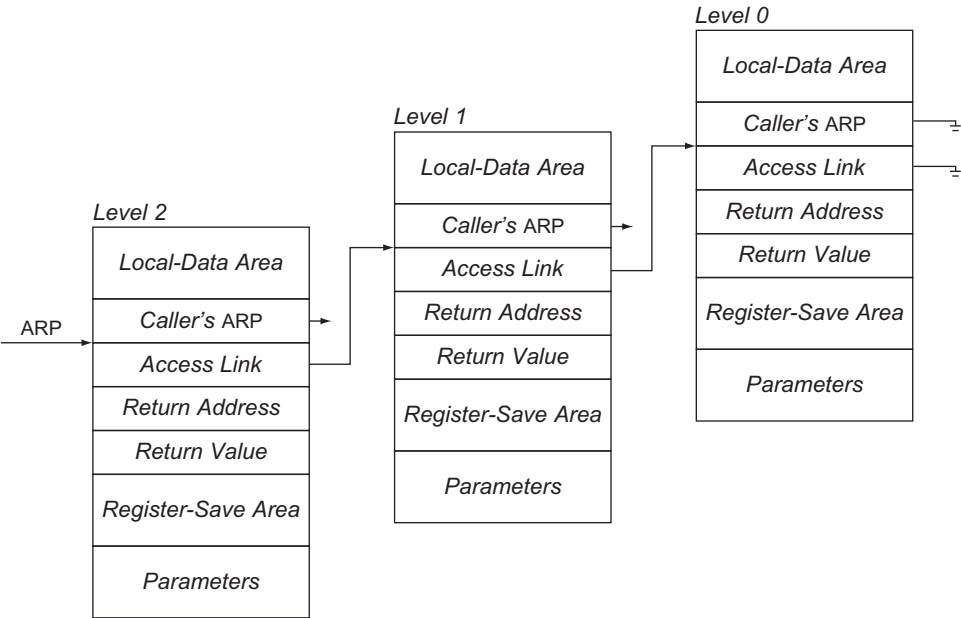 Level 0
Local-Data Area
Caller's ARP
Access Link
Return Address
Return Value
Register-Save Area
Parameters
Level 1
Local-Data Area
Caller's ARP
Access Link
Return Address
Return Value
Register-Save Area
Parameters
Level 2
Local-Data Area
Caller's ARP
Access Link
Return Address
Return Value
Register-Save Area
Parameters
ARP